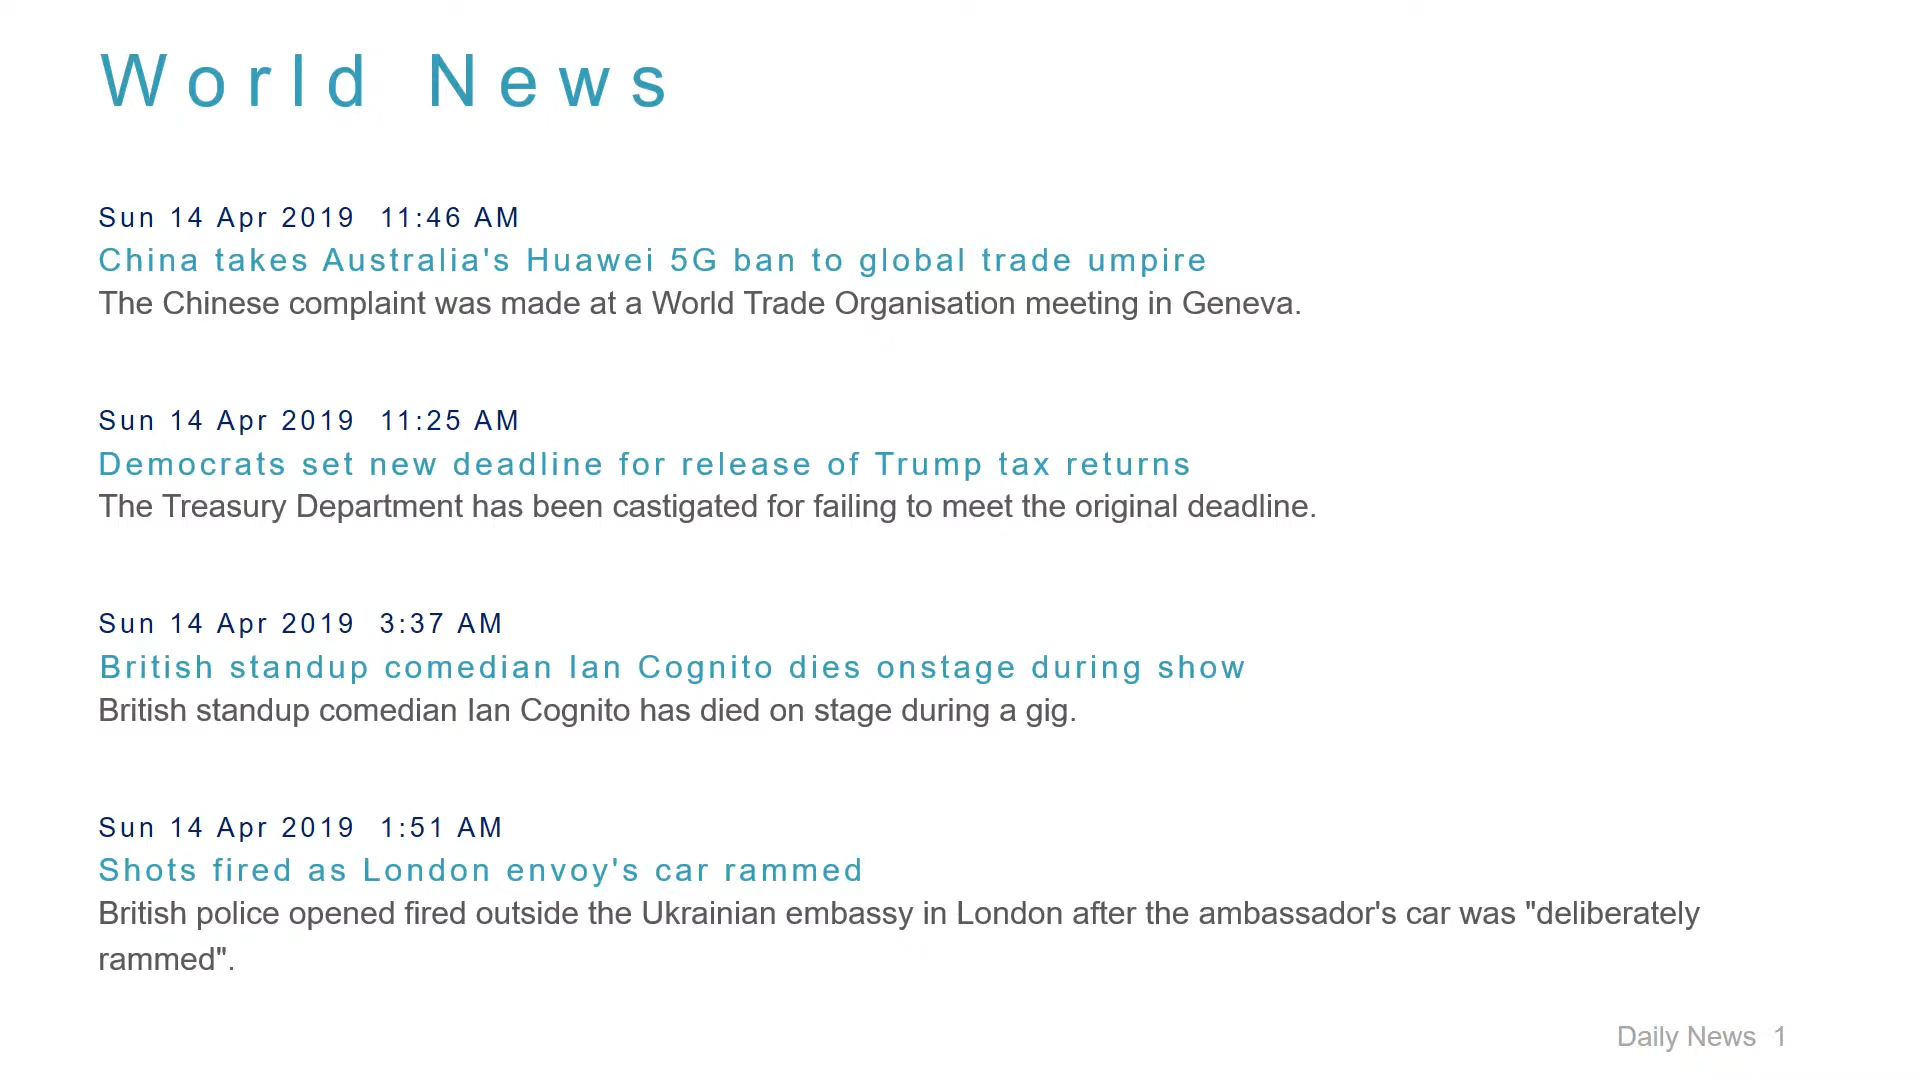 World News
Sun 14 Apr 2019 11:46 AM
China takes Australia's Huawei 5G ban to global trade umpire
The Chinese complaint was made at a World Trade Organisation meeting in Geneva.
Sun 14 Apr 2019 11:25 AM
Democrats set new deadline for release of Trump tax returns
The Treasury Department has been castigated for failing to meet the original deadline.
Sun 14 Apr 2019 3:37 AM
British standup comedian Ian Cognito dies onstage during show
British standup comedian Ian Cognito has died on stage during a gig.
Sun 14 Apr 2019 1:51 AM
Shots fired as London envoy's car rammed
British police opened fired outside the Ukrainian embassy in London after the ambassador's car was "deliberately
rammed".
Daily News 1